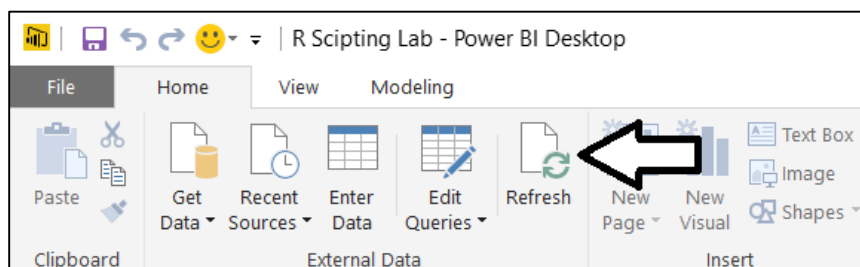 R Scipting Lab - Power BI Desktop
File Home View Modeling
Paste
Get Data
Recent Sources
Enter Data
Edit Queries
Refresh
New Page
New Visual
Text Box
Image
Shapes
Clipboard
External Data
Insert